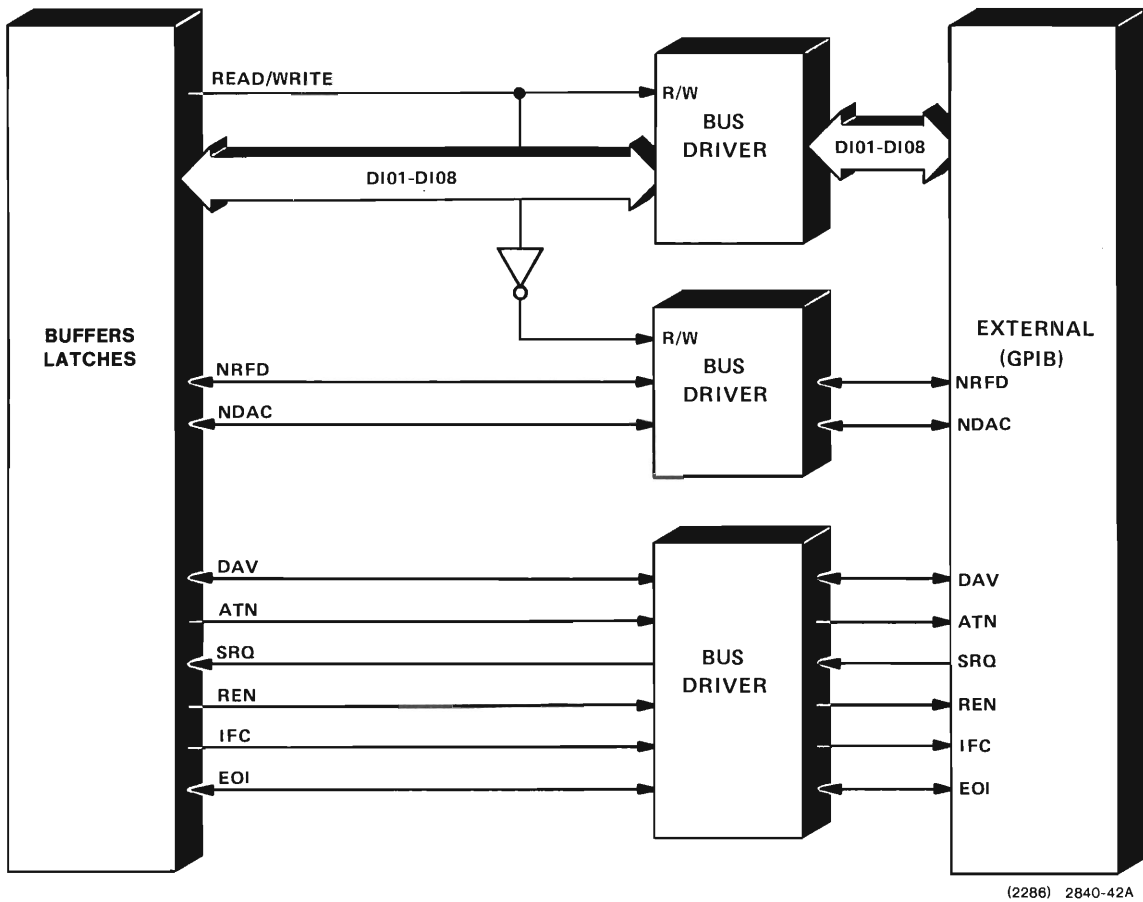 READ/WRITE
R/W
BUS
DRIVER
DI01-DI08
DI01-DI08
BUFFERS
LATCHES
R/W
BUS
DRIVER
EXTERNAL
(GPIB)
NRFD
NRFD
NDAC
NDAC
BUS
DRIVER
DAV
DAV
ATN
ATN
SRQ
SRQ
REN
REN
IFC
IFC
EOI
EOI
(2286) 2840-42A